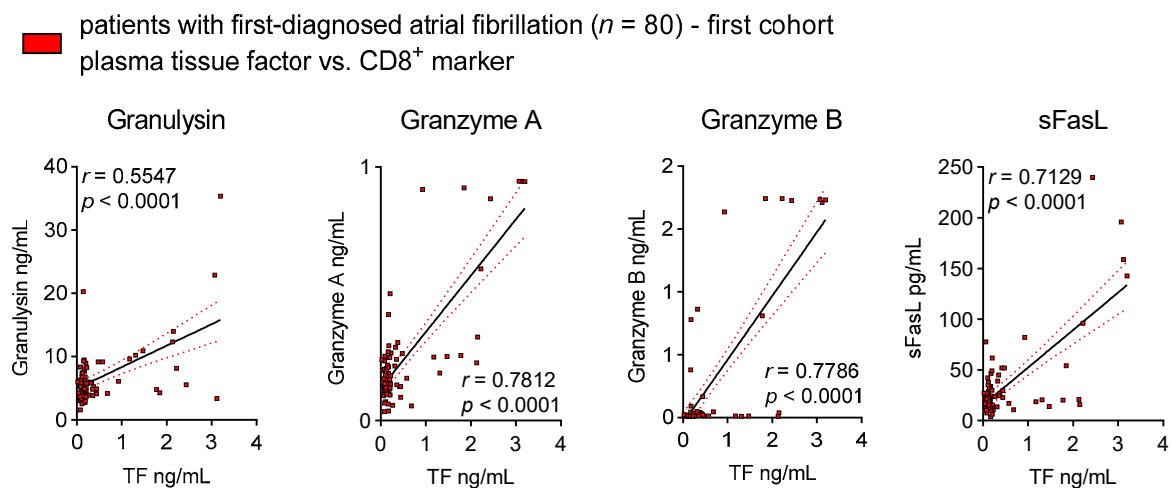 patients with first-diagnosed atrial fibrillation (n = 80) - first cohort
plasma tissue factor vs. CD8⁺ marker
Granulysin
Granulysin ng/mL
40
30
20
10
0
r = 0.5547
p < 0.0001
0 1 2 3 4
TF ng/mL
Granzyme A
Granzyme A ng/mL
1
0
r = 0.7812
p < 0.0001
0 1 2 3 4
TF ng/mL
Granzyme B
Granzyme B ng/mL
2
2
1
1
0
r = 0.7786
p < 0.0001
0 1 2 3 4
TF ng/mL
sFasL
sFasL pg/mL
250
200
150
100
50
0
r = 0.7129
p < 0.0001
0 1 2 3 4
TF ng/mL